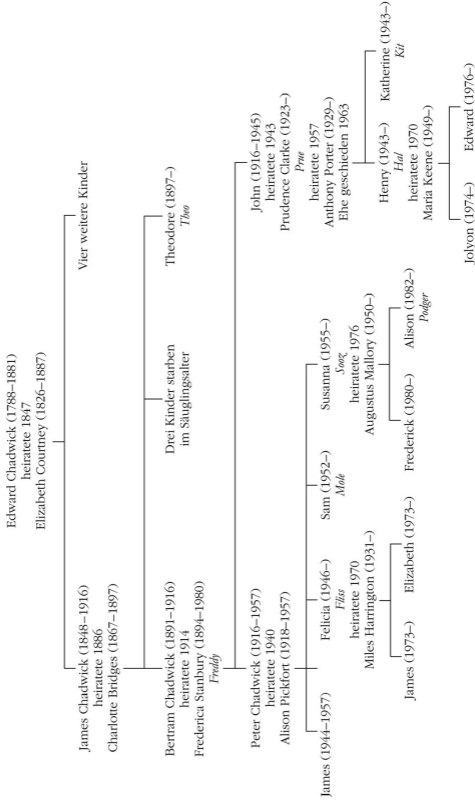 Edward Chadwick (1788–1881)
heiratete 1847
Elizabeth Courtney (1826–1887)
James Chadwick (1848–1916)
heiratete 1886
Charlotte Bridges (1867–1897)
Vier weitere Kinder
Bertram Chadwick (1891–1916)
heiratete 1914
Frederica Stanbury (1894–1980)
Freddy
Drei Kinder starben
im Säuglingsalter
Theodore (1897–)
Theo
Peter Chadwick (1916–1957)
heiratete 1940
Alison Pickfort (1918–1957)
John (1916–1945)
heiratete 1943
Prudence Clarke (1923–)
Prue
heiratete 1957
Anthony Porter (1929–)
Ehe geschieden 1963
James (1944–1957)
Felicia (1946–)
Fliss
heiratete 1970
Miles Harrington (1931–)
Sam (1952–)
Mole
Susanna (1955–)
Sooz
heiratete 1976
Augustus Mallory (1950–)
Henry (1943–)
Hal
heiratete 1970
Maria Keene (1949–)
Katherine (1943–)
Kit
James (1973–)
Elizabeth (1973–)
Frederick (1980–)
Alison (1982–)
Podger
Jolyon (1974–)
Edward (1976–)